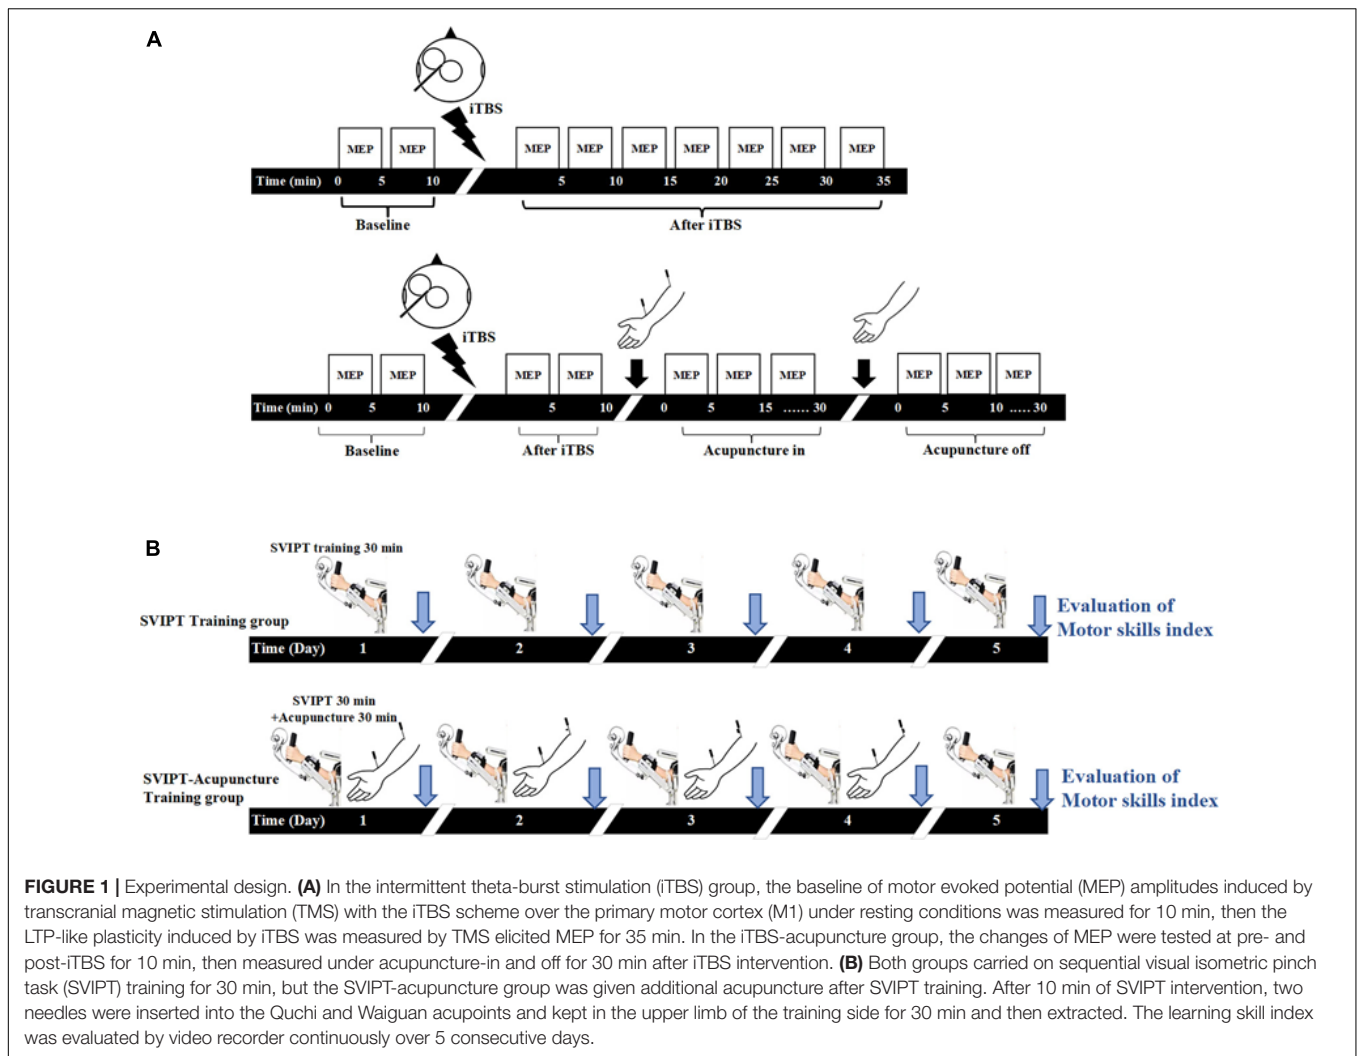 A
iTBS
MEP MEP MEP MEP MEP MEP MEP MEP MEP
Time (min) 0 5 10 5 10 15 20 25 30 35
Baseline After iTBS
iTBS
MEP MEP MEP MEP MEP MEP MEP MEP MEP MEP
Time (min) 0 5 10 5 10 0 5 15 ...... 30 0 5 10 ..... 30
Baseline After iTBS Acupuncture in Acupuncture off
B
SVIPT training 30 min
SVIPT Training group
Evaluation of
Motor skills index
Time (Day) 1 2 3 4 5
SVIPT 30 min
+Acupuncture 30 min
SVIPT-Acupuncture
Training group
Evaluation of
Motor skills index
Time (Day) 1 2 3 4 5
FIGURE 1 | Experimental design. (A) In the intermittent theta-burst stimulation (iTBS) group, the baseline of motor evoked potential (MEP) amplitudes induced by
transcranial magnetic stimulation (TMS) with the iTBS scheme over the primary motor cortex (M1) under resting conditions was measured for 10 min, then the
LTP-like plasticity induced by iTBS was measured by TMS elicited MEP for 35 min. In the iTBS-acupuncture group, the changes of MEP were tested at pre- and
post-iTBS for 10 min, then measured under acupuncture-in and off for 30 min after iTBS intervention. (B) Both groups carried on sequential visual isometric pinch
task (SVIPT) training for 30 min, but the SVIPT-acupuncture group was given additional acupuncture after SVIPT training. After 10 min of SVIPT intervention, two
needles were inserted into the Quchi and Waiguan acupoints and kept in the upper limb of the training side for 30 min and then extracted. The learning skill index
was evaluated by video recorder continuously over 5 consecutive days.